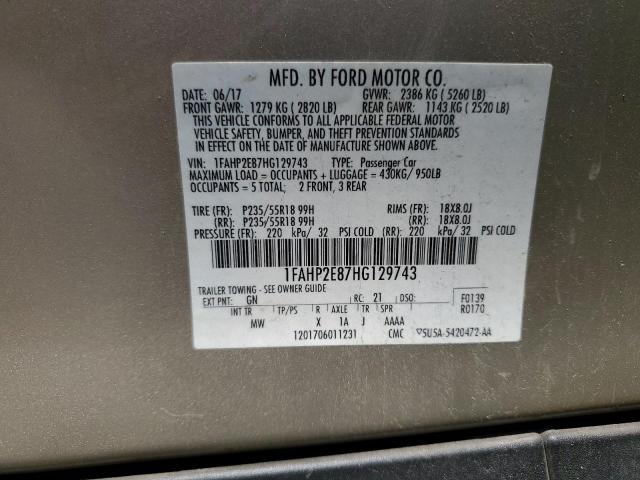 MFD. BY FORD MOTOR CO.
DATE: 06/17 GVWR: 2386 KG ( 5260 LB)
FRONT GAWR: 1279 KG ( 2820 LB) REAR GAWR: 1143 KG ( 2520 LB)
THIS VEHICLE CONFORMS TO ALL APPLICABLE FEDERAL MOTOR
VEHICLE SAFETY, BUMPER, AND THEFT PREVENTION STANDARDS
IN EFFECT ON THE DATE OF MANUFACTURE SHOWN ABOVE.
VIN: 1FAHP2E87HG129743 TYPE: Passenger Car
MAXIMUM LOAD = OCCUPANTS + LUGGAGE = 430KG/ 950LB
OCCUPANTS = 5 TOTAL; 2 FRONT, 3 REAR
TIRE (FR): P235/55R18 99H RIMS (FR): 18X8.0J
(RR): P235/55R18 99H (RR): 18X8.0J
PRESSURE (FR): 220 kPa/ 32 PSI COLD (RR): 220 kPa/ 32 PSI COLD
1FAHP2E87HG129743
TRAILER TOWING - SEE OWNER GUIDE
EXT PNT: GN RC: 21 DSO: F0139
INT TR TP/PS R AXLE TR SPR R0170
MW X 1A J AAAA
1201706011231 CMC ▽5U5A-5420472-AA